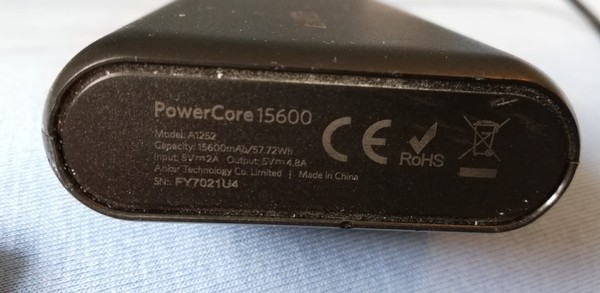 PowerCore 15600
Model: A1252
Capacity: 15600mAh/57.72Wh
Input: 5V⎓2A Output: 5V⎓4.8A
Anker Technology Co. Limited | Made in China
SN: FY7021U4
CE
RoHS